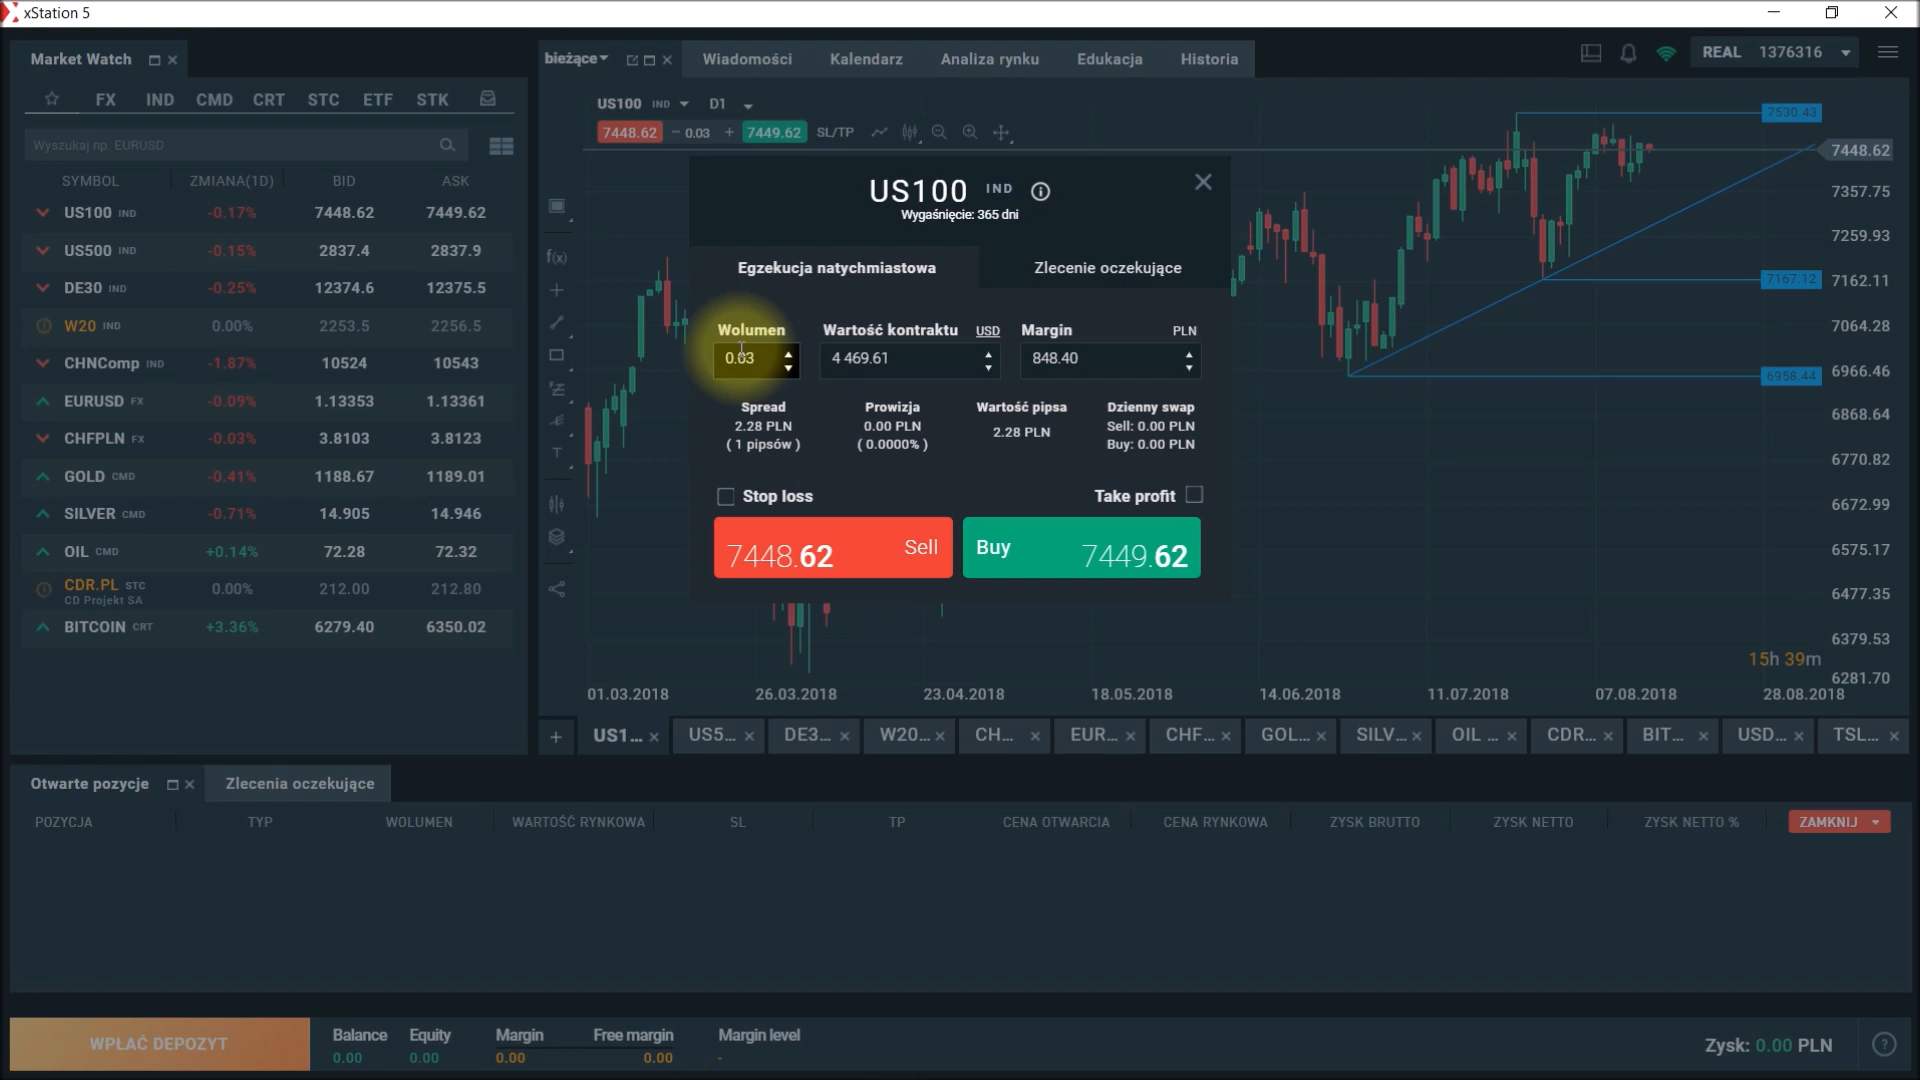 xStation 5
Market Watch
bieżące
Wiadomości
Kalendarz
Analiza rynku
Edukacja
Historia
REAL 1376316
FX IND CMD CRT STC ETF STK
Wyszukaj np. EURUSD
SYMBOL ZMIANA(1D) BID ASK
US100 IND -0.17% 7448.62 7449.62
US500 IND -0.15% 2837.4 2837.9
DE30 IND -0.25% 12374.6 12375.5
W20 IND 0.00% 2253.5 2256.5
CHNComp IND -1.87% 10524 10543
EURUSD FX -0.09% 1.13353 1.13361
CHFPLN FX -0.03% 3.8103 3.8123
GOLD CMD -0.41% 1188.67 1189.01
SILVER CMD -0.71% 14.905 14.946
OIL CMD +0.14% 72.28 72.32
CDR.PL STC 0.00% 212.00 212.80
CD Projekt SA
BITCOIN CRT +3.36% 6279.40 6350.02
US100 IND D1
7448.62 − 0.03 + 7449.62 SL/TP
f(x)
T
US100 IND
Wygaśnięcie: 365 dni
Egzekucja natychmiastowa
Zlecenie oczekujące
Wolumen Wartość kontraktu USD Margin PLN
0.03 4 469.61 848.40
Spread Prowizja Wartość pipsa Dzienny swap
2.28 PLN 0.00 PLN 2.28 PLN Sell: 0.00 PLN
( 1 pipsów ) ( 0.0000% ) Buy: 0.00 PLN
Stop loss Take profit
7448.62 Sell Buy 7449.62
7530.43
7448.62
7357.75
7259.93
7167.12
7162.11
7064.28
6958.44
6966.46
6868.64
6770.82
6672.99
6575.17
6477.35
6379.53
6281.70
15h 39m
01.03.2018 26.03.2018 23.04.2018 18.05.2018 14.06.2018 11.07.2018 07.08.2018 28.08.2018
+ US1... US5... DE3... W20... CH... EUR... CHF... GOL... SILV... OIL ... CDR... BIT... USD... TSL...
Otwarte pozycje
Zlecenia oczekujące
POZYCJA TYP WOLUMEN WARTOŚĆ RYNKOWA SL TP CENA OTWARCIA CENA RYNKOWA ZYSK BRUTTO ZYSK NETTO ZYSK NETTO % ZAMKNIJ
WPŁAĆ DEPOZYT
Balance Equity Margin Free margin Margin level
0.00 0.00 0.00 0.00 -
Zysk: 0.00 PLN
?